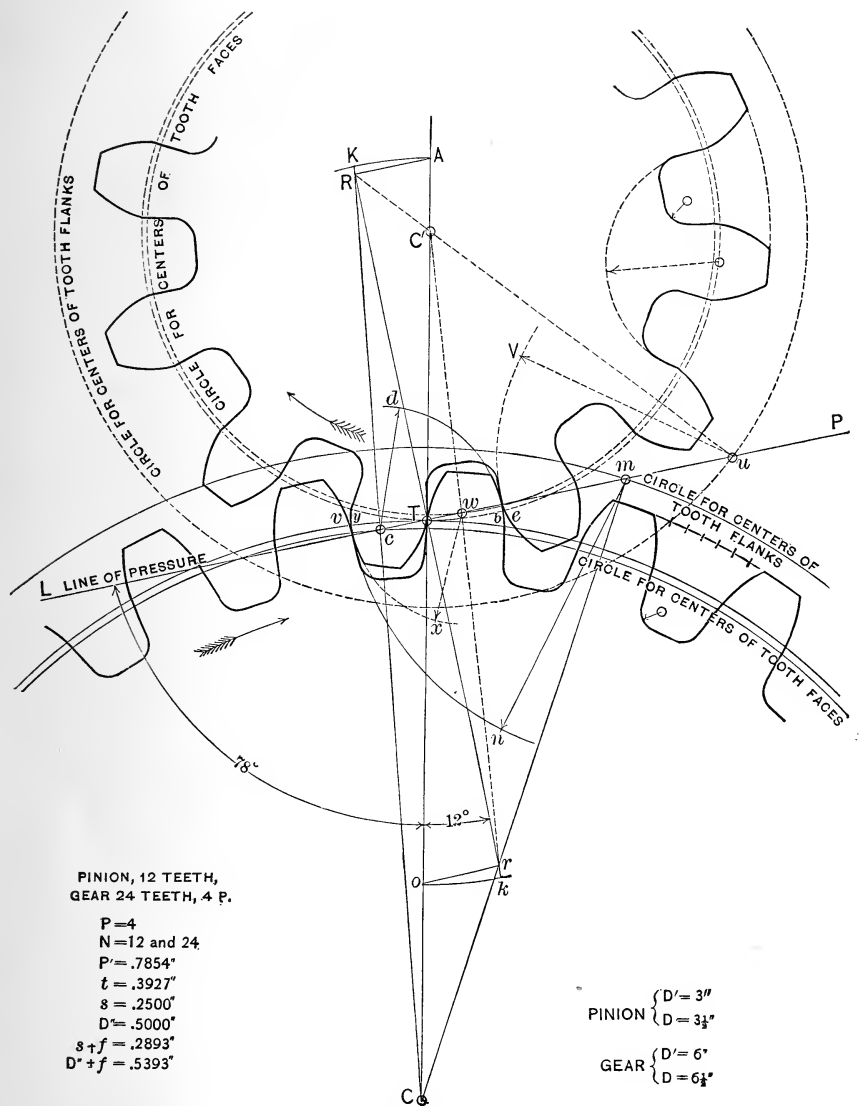 CIRCLE FOR CENTERS OF TOOTH FLANKS
CIRCLE FOR CENTERS OF TOOTH FACES
K
A
R
C'
V
d
P
u
m
CIRCLE FOR CENTERS OF
TOOTH FLANKS
w
T
v
y
b
e
c
L LINE OF PRESSURE
CIRCLE FOR CENTERS OF TOOTH FACES
x
n
78°
12°
r
o
k
PINION, 12 TEETH,
GEAR 24 TEETH, 4 P.
P=4
N=12 and 24
P'=.7854"
t=.3927"
s=.2500"
D"=.5000"
s+f=.2893"
D"+f=.5393"
PINION { D'=3"
D=3½"
GEAR { D'=6"
D=6½"
C